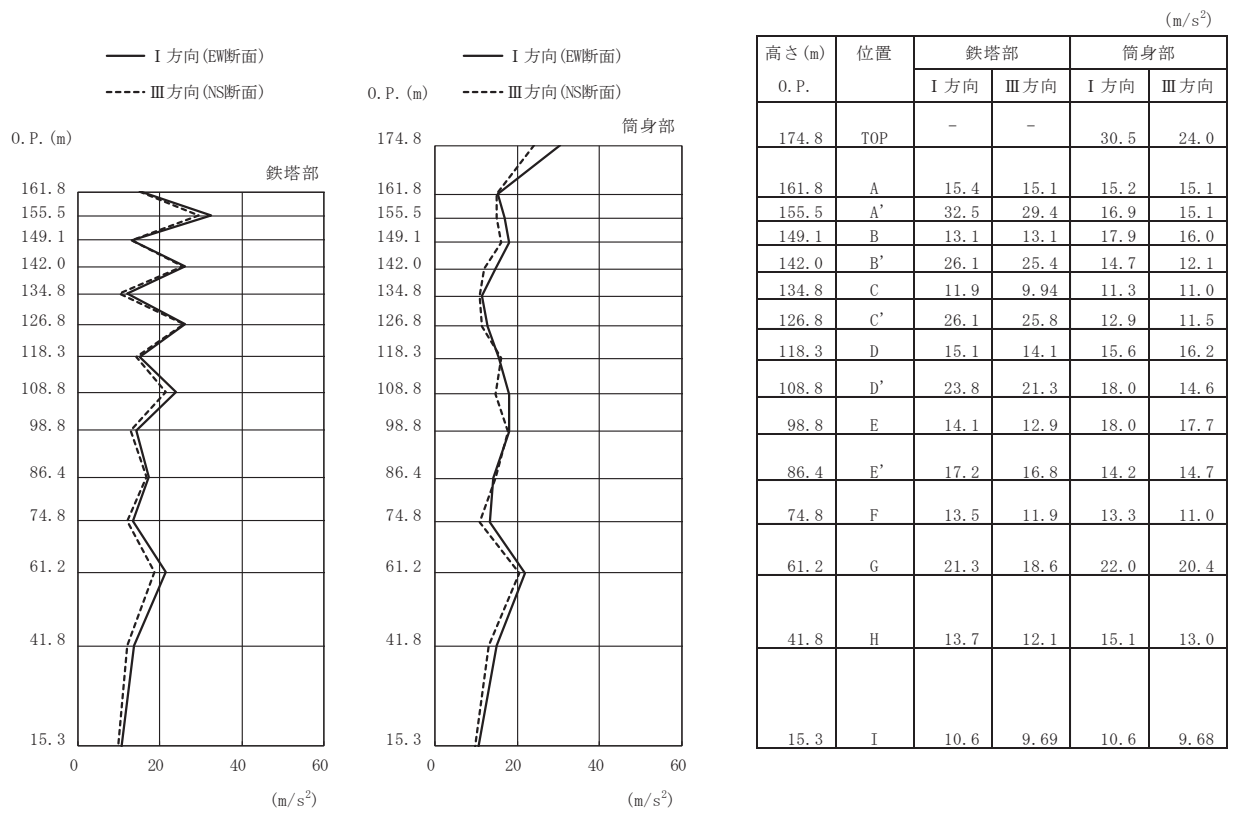 I 方向(EW断面)
Ⅲ方向(NS断面)
O.P.(m)
鉄塔部
161.8
155.5
149.1
142.0
134.8
126.8
118.3
108.8
98.8
86.4
74.8
61.2
41.8
15.3
0 20 40 60
(m/s²)
I 方向(EW断面)
Ⅲ方向(NS断面)
O.P.(m)
筒身部
174.8
161.8
155.5
149.1
142.0
134.8
126.8
118.3
108.8
98.8
86.4
74.8
61.2
41.8
15.3
0 20 40 60
(m/s²)
(m/s²)
高さ(m) 位置 鉄塔部 筒身部
O.P. I 方向 Ⅲ方向 I 方向 Ⅲ方向
174.8 TOP － － 30.5 24.0
161.8 A 15.4 15.1 15.2 15.1
155.5 A' 32.5 29.4 16.9 15.1
149.1 B 13.1 13.1 17.9 16.0
142.0 B' 26.1 25.4 14.7 12.1
134.8 C 11.9 9.94 11.3 11.0
126.8 C' 26.1 25.8 12.9 11.5
118.3 D 15.1 14.1 15.6 16.2
108.8 D' 23.8 21.3 18.0 14.6
98.8 E 14.1 12.9 18.0 17.7
86.4 E' 17.2 16.8 14.2 14.7
74.8 F 13.5 11.9 13.3 11.0
61.2 G 21.3 18.6 22.0 20.4
41.8 H 13.7 12.1 15.1 13.0
15.3 I 10.6 9.69 10.6 9.68